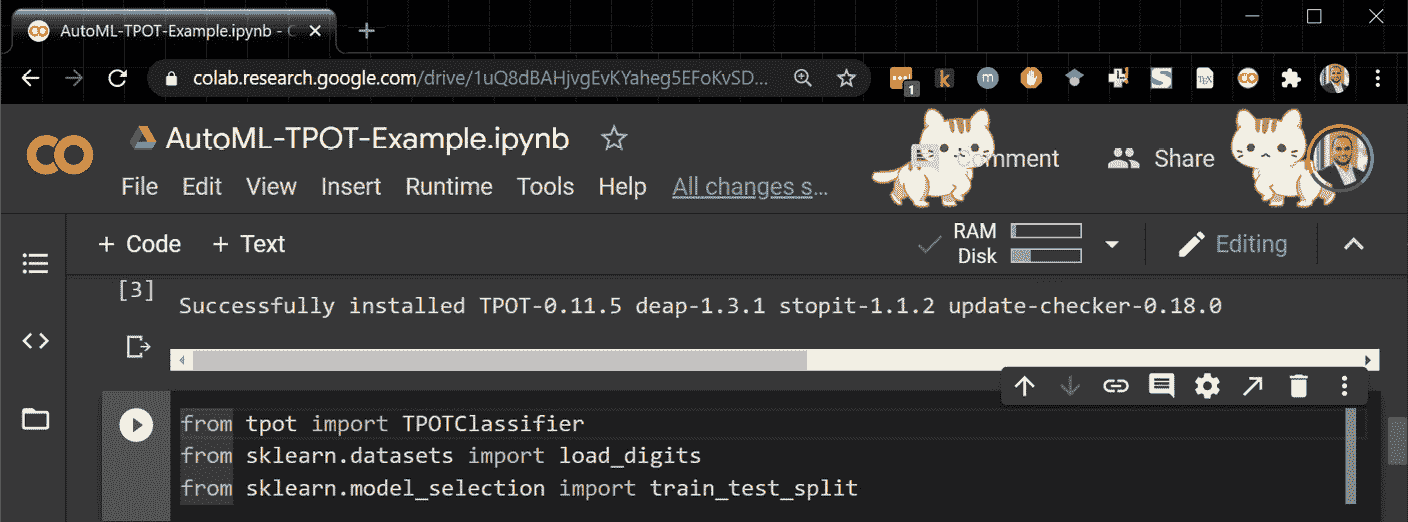 AutoML-TPOT-Example.ipynb - C
colab.research.google.com/drive/1uQ8dBAHjvgEvKYaheg5EFoKvSD...
1
AutoML-TPOT-Example.ipynb
Comment
Share
File Edit View Insert Runtime Tools Help All changes s...
+ Code + Text
RAM
Disk
Editing
[3]
Successfully installed TPOT-0.11.5 deap-1.3.1 stopit-1.1.2 update-checker-0.18.0
from tpot import TPOTClassifier
from sklearn.datasets import load_digits
from sklearn.model_selection import train_test_split